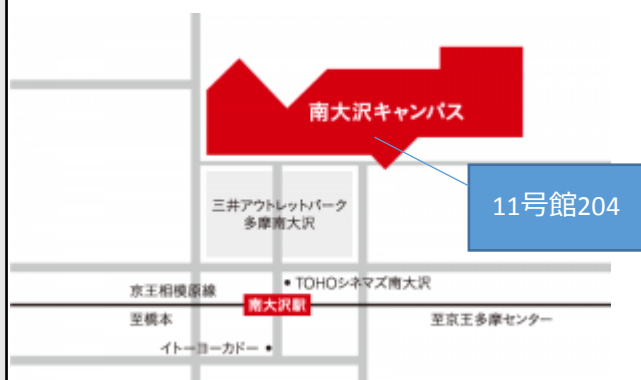 南大沢キャンパス
11号館204
三井アウトレットパーク
多摩南大沢
京王相模原線
• TOHOシネマズ南大沢
南大沢駅
至橋本
至京王多摩センター
イトーヨーカドー •